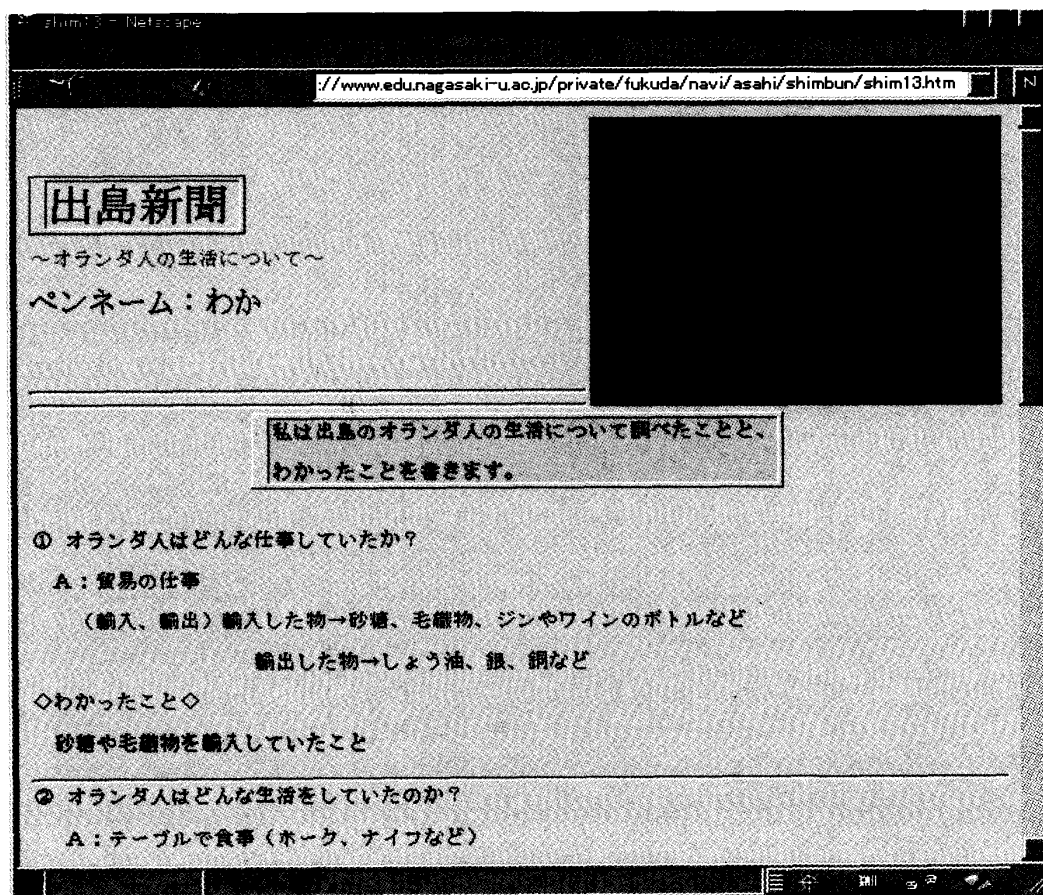 shim13 - Netscape
://www.edu.nagasaki-u.ac.jp/private/fukuda/navi/asahi/shimbun/shim13.htm
N
出島新聞
～オランダ人の生活について～
ペンネーム：わか
私は出島のオランダ人の生活について調べたことと、
わかったことを書きます。
① オランダ人はどんな仕事していたか？
A：貿易の仕事
（輸入、輸出）輸入した物→砂糖、毛織物、ジンやワインのボトルなど
輸出した物→しょう油、銀、銅など
◇わかったこと◇
砂糖や毛織物を輸入していたこと
② オランダ人はどんな生活をしていたのか？
A：テーブルで食事（ホーク、ナイフなど）